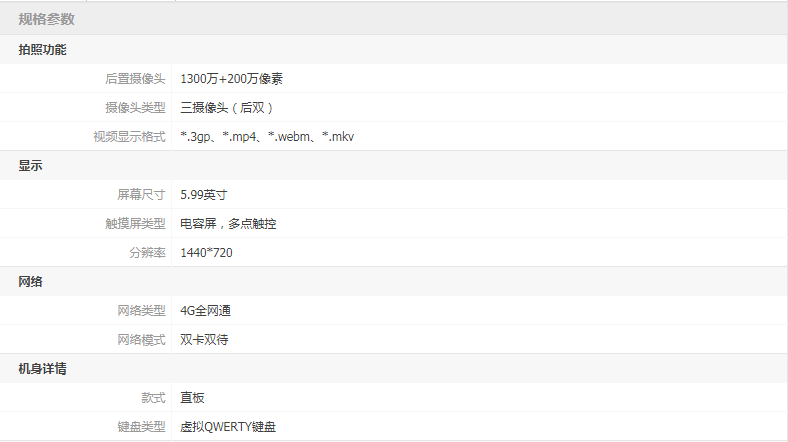 规格参数
拍照功能
后置摄像头 1300万+200万像素
摄像头类型 三摄像头（后双）
视频显示格式 *.3gp、*.mp4、*.webm、*.mkv
显示
屏幕尺寸 5.99英寸
触摸屏类型 电容屏，多点触控
分辨率 1440*720
网络
网络类型 4G全网通
网络模式 双卡双待
机身详情
款式 直板
键盘类型 虚拟QWERTY键盘